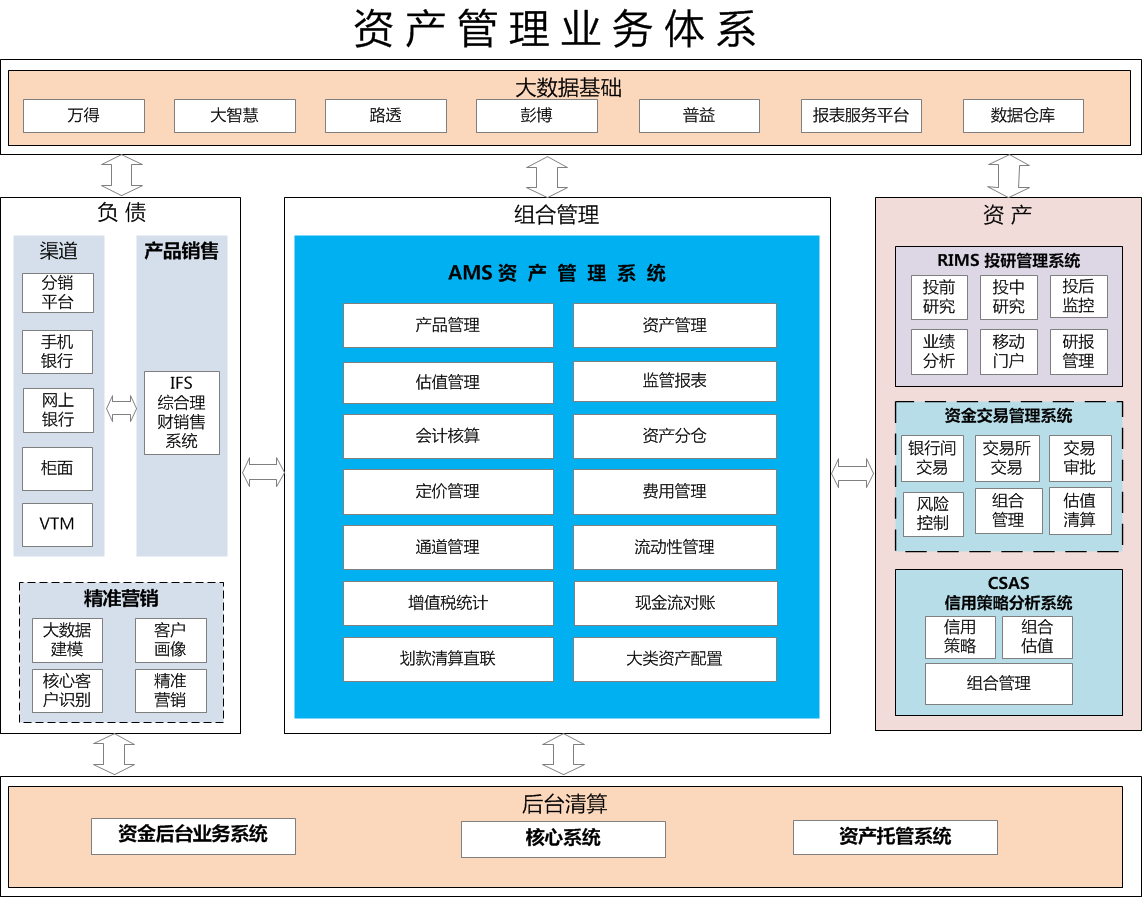 资产管理业务体系
大数据基础
万得
大智慧
路透
彭博
普益
报表服务平台
数据仓库
负 债
渠道
分销
平台
手机
银行
网上
银行
柜面
VTM
产品销售
IFS
综合理
财销售
系统
精准营销
大数据
建模
客户
画像
核心客
户识别
精准
营销
组合管理
AMS 资 产 管 理 系 统
产品管理
资产管理
估值管理
监管报表
会计核算
资产分仓
定价管理
费用管理
通道管理
流动性管理
增值税统计
现金流对账
划款清算直联
大类资产配置
资 产
RIMS 投研管理系统
投前
研究
投中
研究
投后
监控
业绩
分析
移动
门户
研报
管理
资金交易管理系统
银行间
交易
交易所
交易
交易
审批
风险
控制
组合
管理
估值
清算
CSAS
信用策略分析系统
信用
策略
组合
估值
组合管理
后台清算
资金后台业务系统
核心系统
资产托管系统